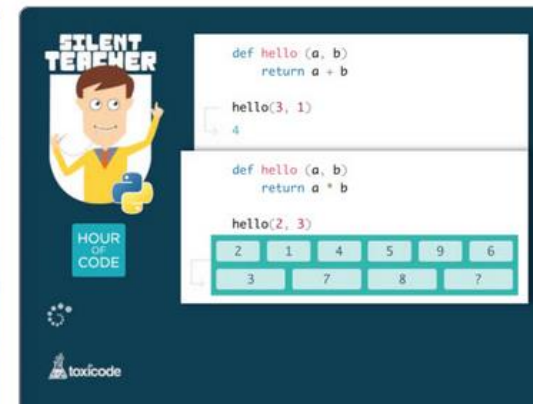 SILENT
TEACHER
HOUR
OF
CODE
toxicode
def hello (a, b)
return a + b
hello(3, 1)
4
def hello (a, b)
return a * b
hello(2, 3)
2 1 4 5 9 6
3 7 8 ?